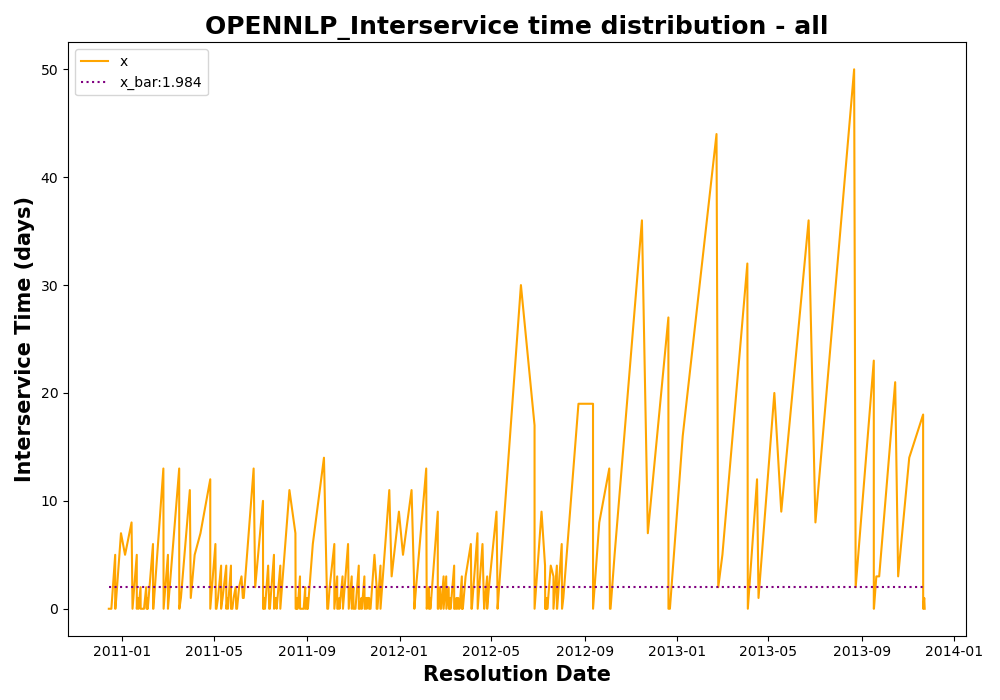 OPENNLP_Interservice time distribution - all
x
x_bar:1.984
Interservice Time (days)
50
40
30
20
10
0
2011-01 2011-05 2011-09 2012-01 2012-05 2012-09 2013-01 2013-05 2013-09 2014-01
Resolution Date